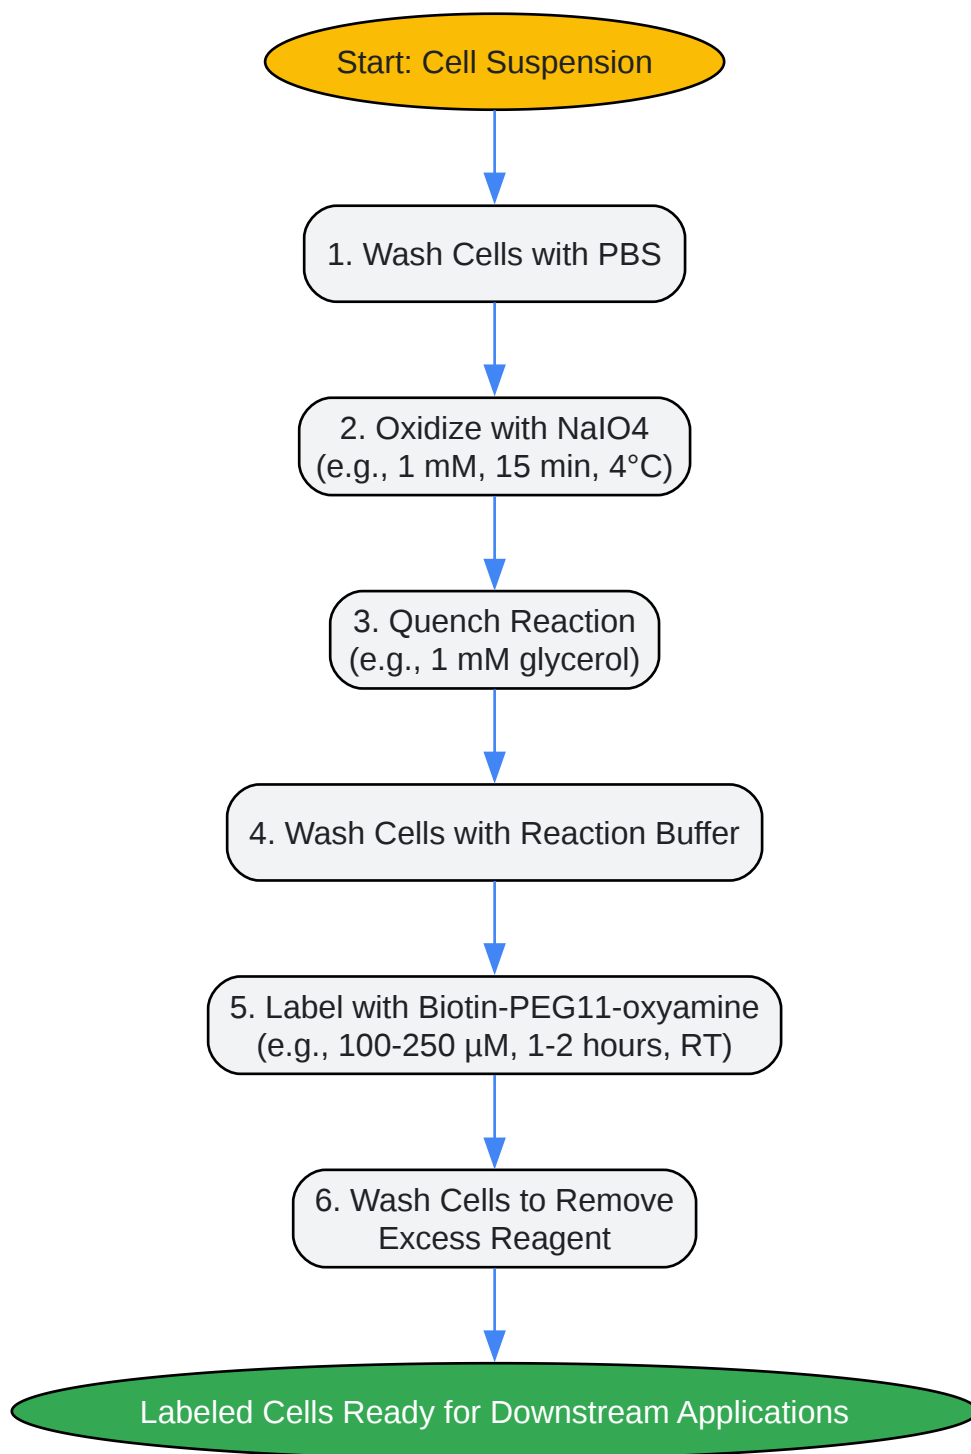 Start: Cell Suspension
1. Wash Cells with PBS
2. Oxidize with NaIO4
(e.g., 1 mM, 15 min, 4°C)
3. Quench Reaction
(e.g., 1 mM glycerol)
4. Wash Cells with Reaction Buffer
5. Label with Biotin-PEG11-oxyamine
(e.g., 100-250 µM, 1-2 hours, RT)
6. Wash Cells to Remove
Excess Reagent
Labeled Cells Ready for Downstream Applications